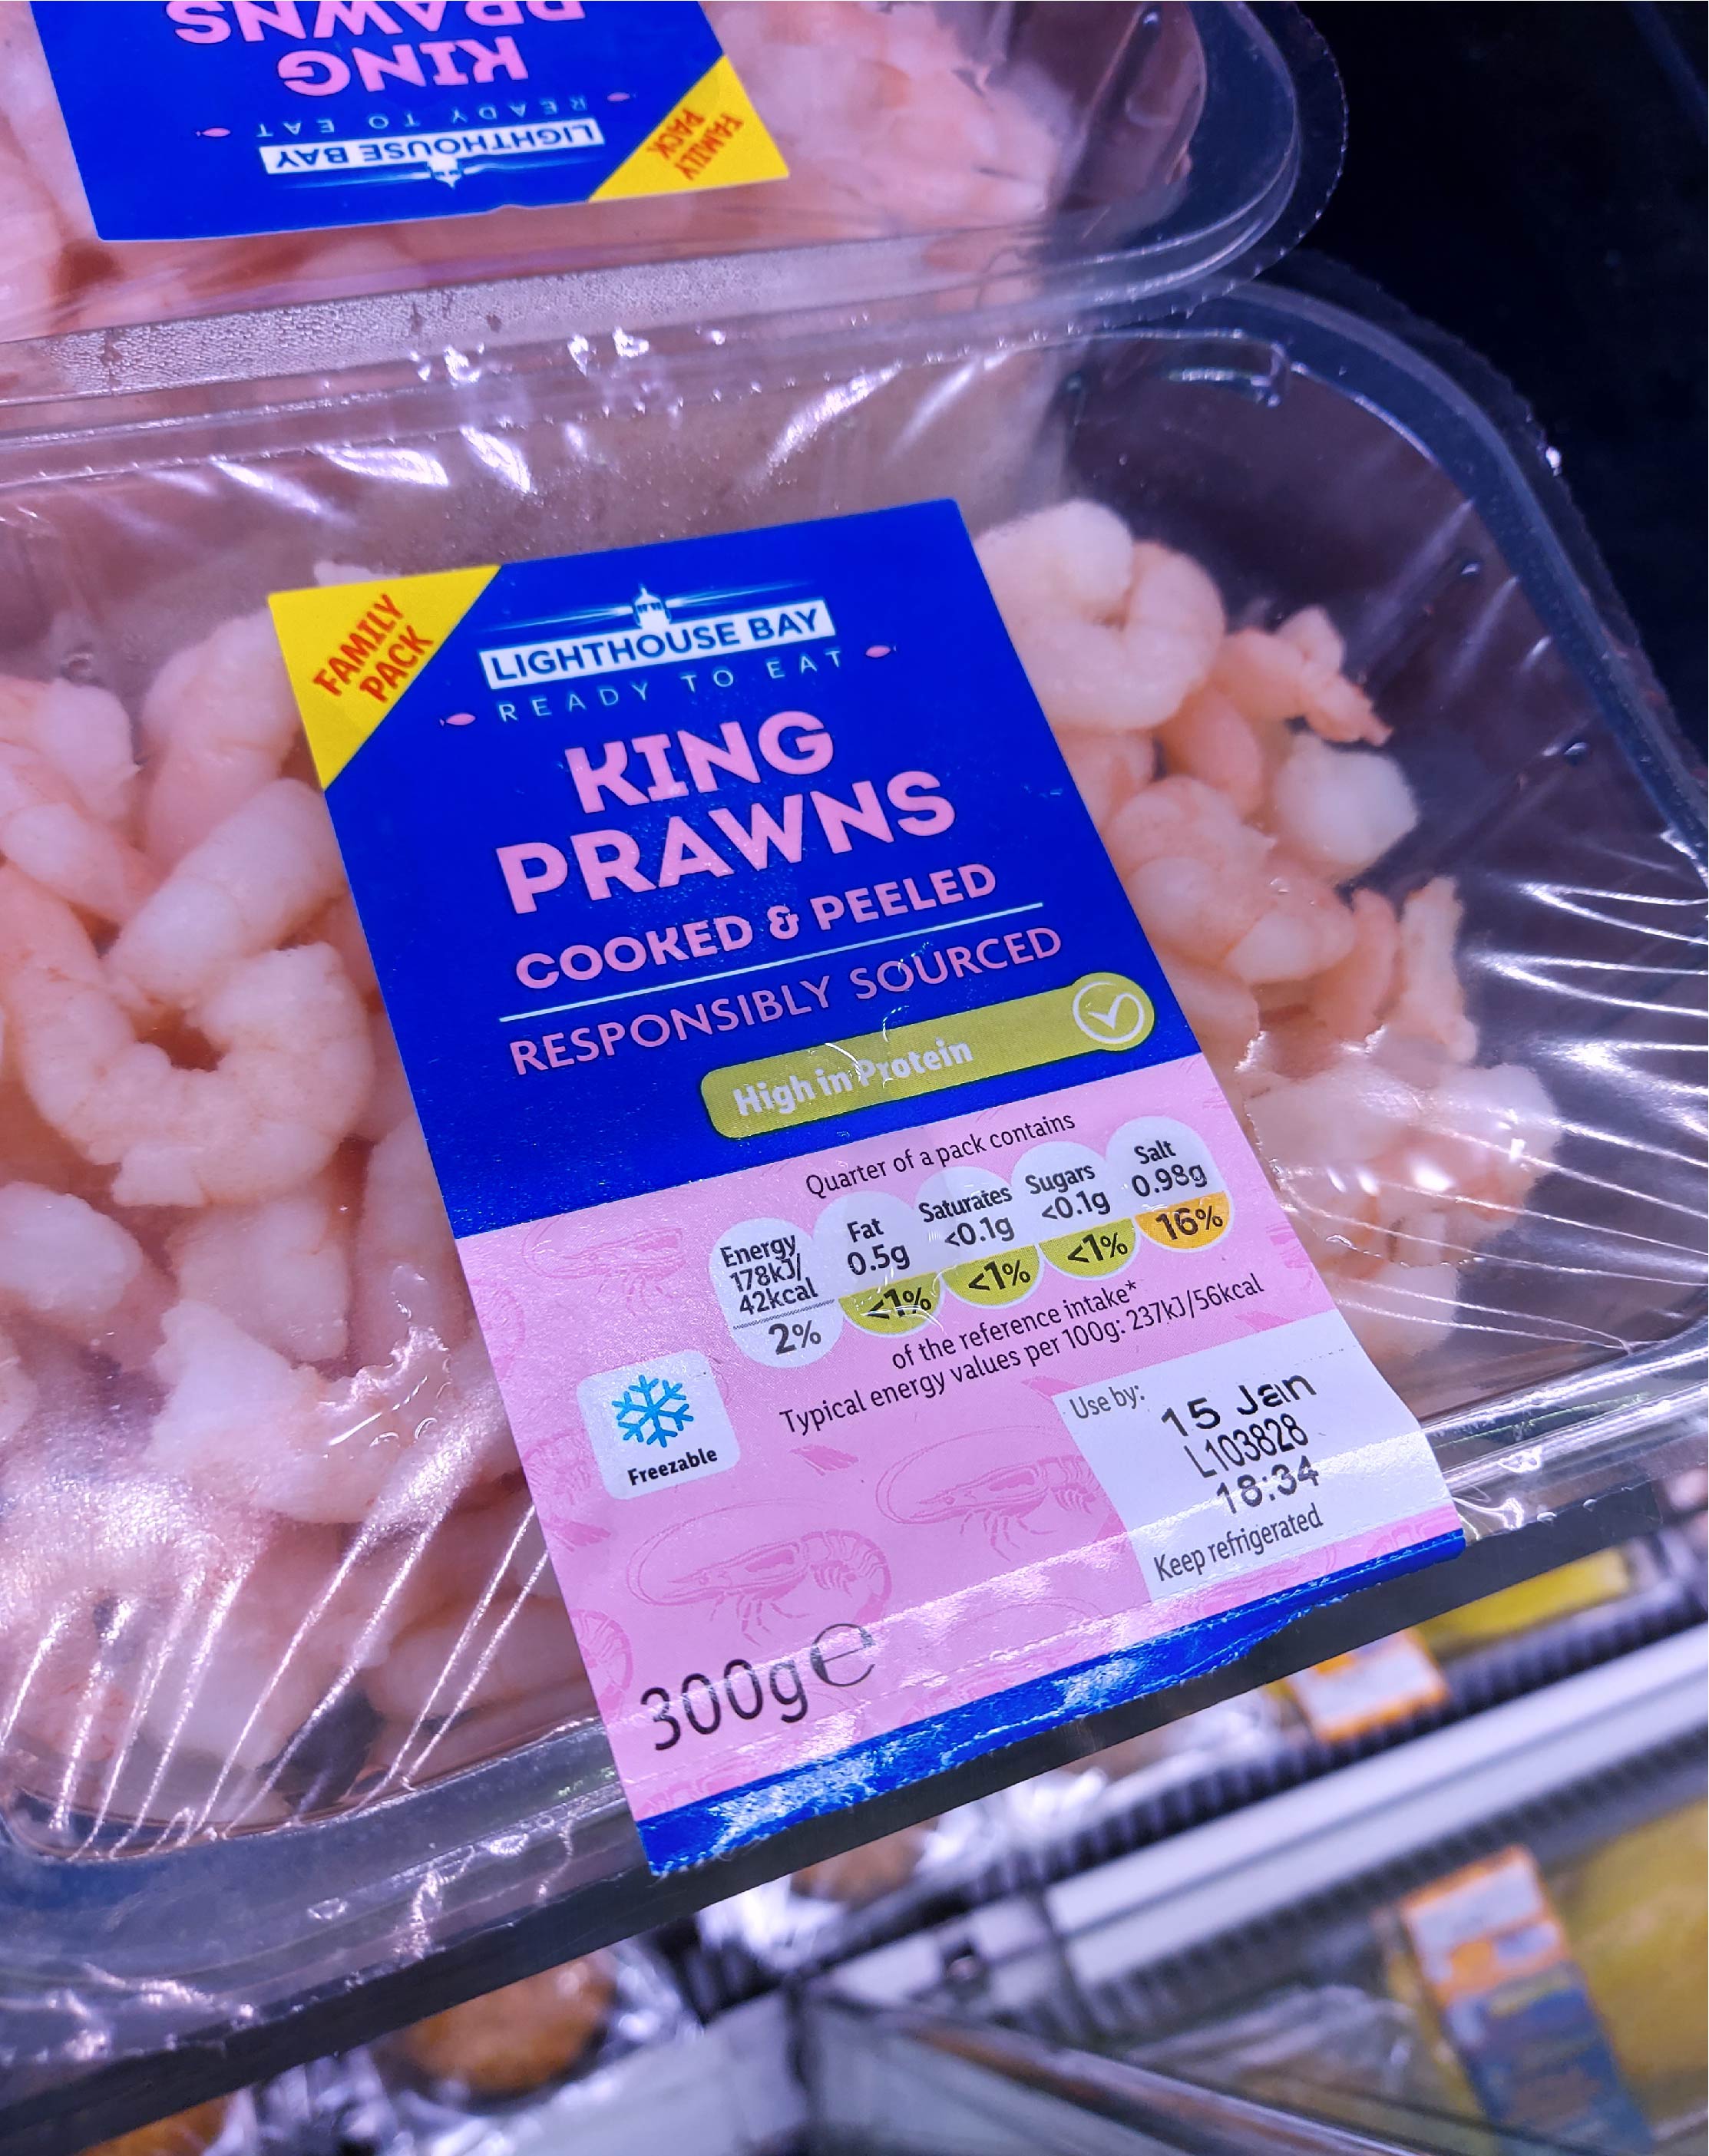 KING
PRAWNS
READY TO EAT
LIGHTHOUSE BAY
FAMILY
PACK
FAMILY
PACK
LIGHTHOUSE BAY
READY TO EAT
KING
PRAWNS
COOKED & PEELED
RESPONSIBLY SOURCED
High in Protein
Quarter of a pack contains
Energy
178kJ/
42kcal
2%
Fat
0.5g
<1%
Saturates
<0.1g
<1%
Sugars
<0.1g
<1%
Salt
0.98g
16%
of the reference intake*
Typical energy values per 100g: 237kJ/56kcal
Freezable
Use by:
15 Jan
L103828
18:34
Keep refrigerated
300g℮